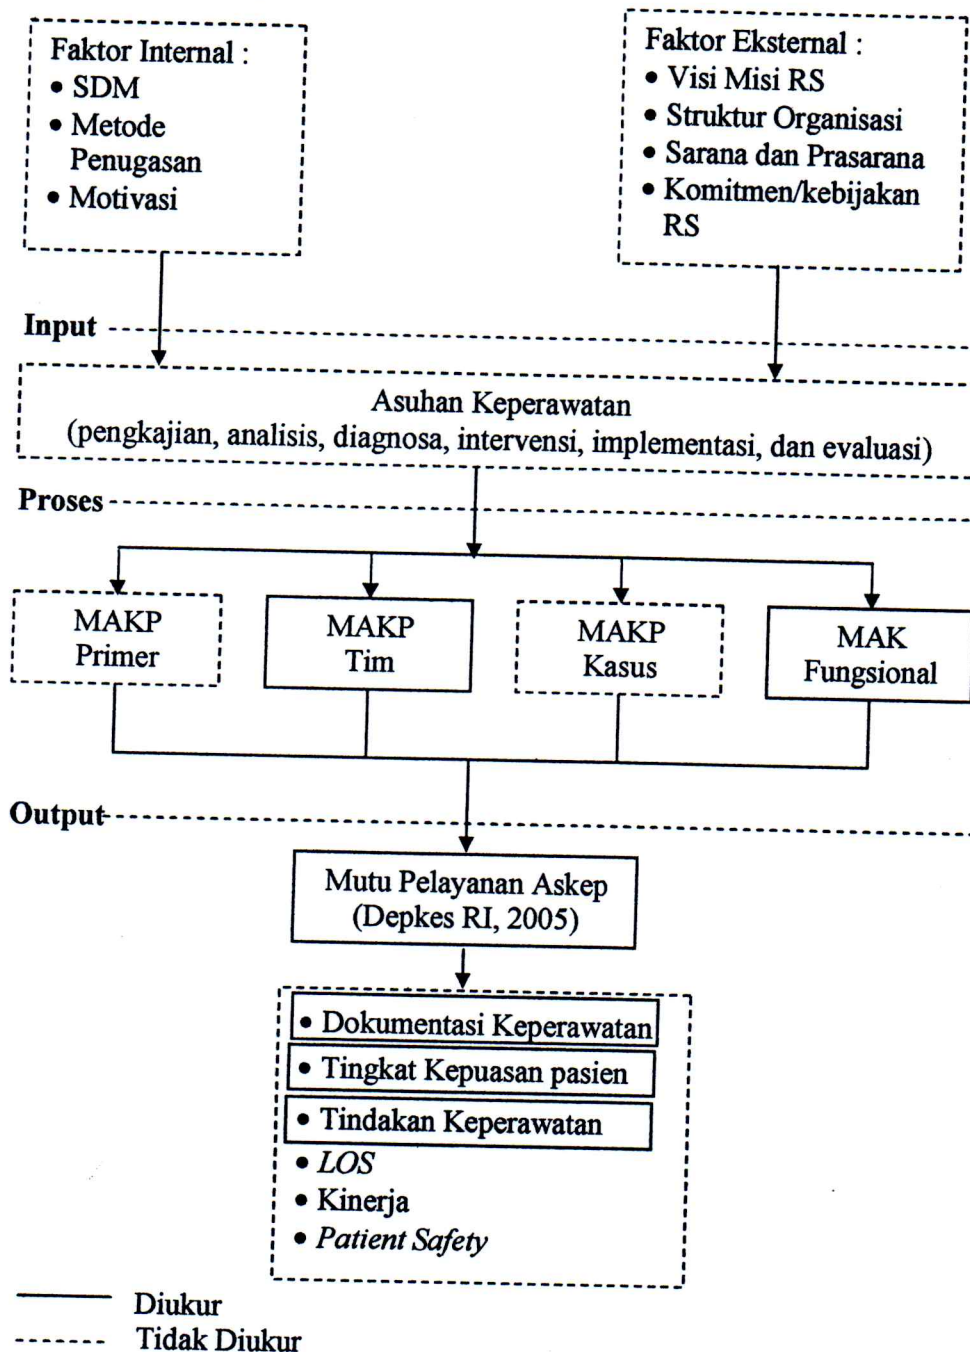 Faktor Internal :
• SDM
• Metode
Penugasan
• Motivasi
Faktor Eksternal :
• Visi Misi RS
• Struktur Organisasi
• Sarana dan Prasarana
• Komitmen/kebijakan
RS
Input
Asuhan Keperawatan
(pengkajian, analisis, diagnosa, intervensi, implementasi, dan evaluasi)
Proses
MAKP
Primer
MAKP
Tim
MAKP
Kasus
MAK
Fungsional
Output
Mutu Pelayanan Askep
(Depkes RI, 2005)
• Dokumentasi Keperawatan
• Tingkat Kepuasan pasien
• Tindakan Keperawatan
• LOS
• Kinerja
• Patient Safety
Diukur
Tidak Diukur